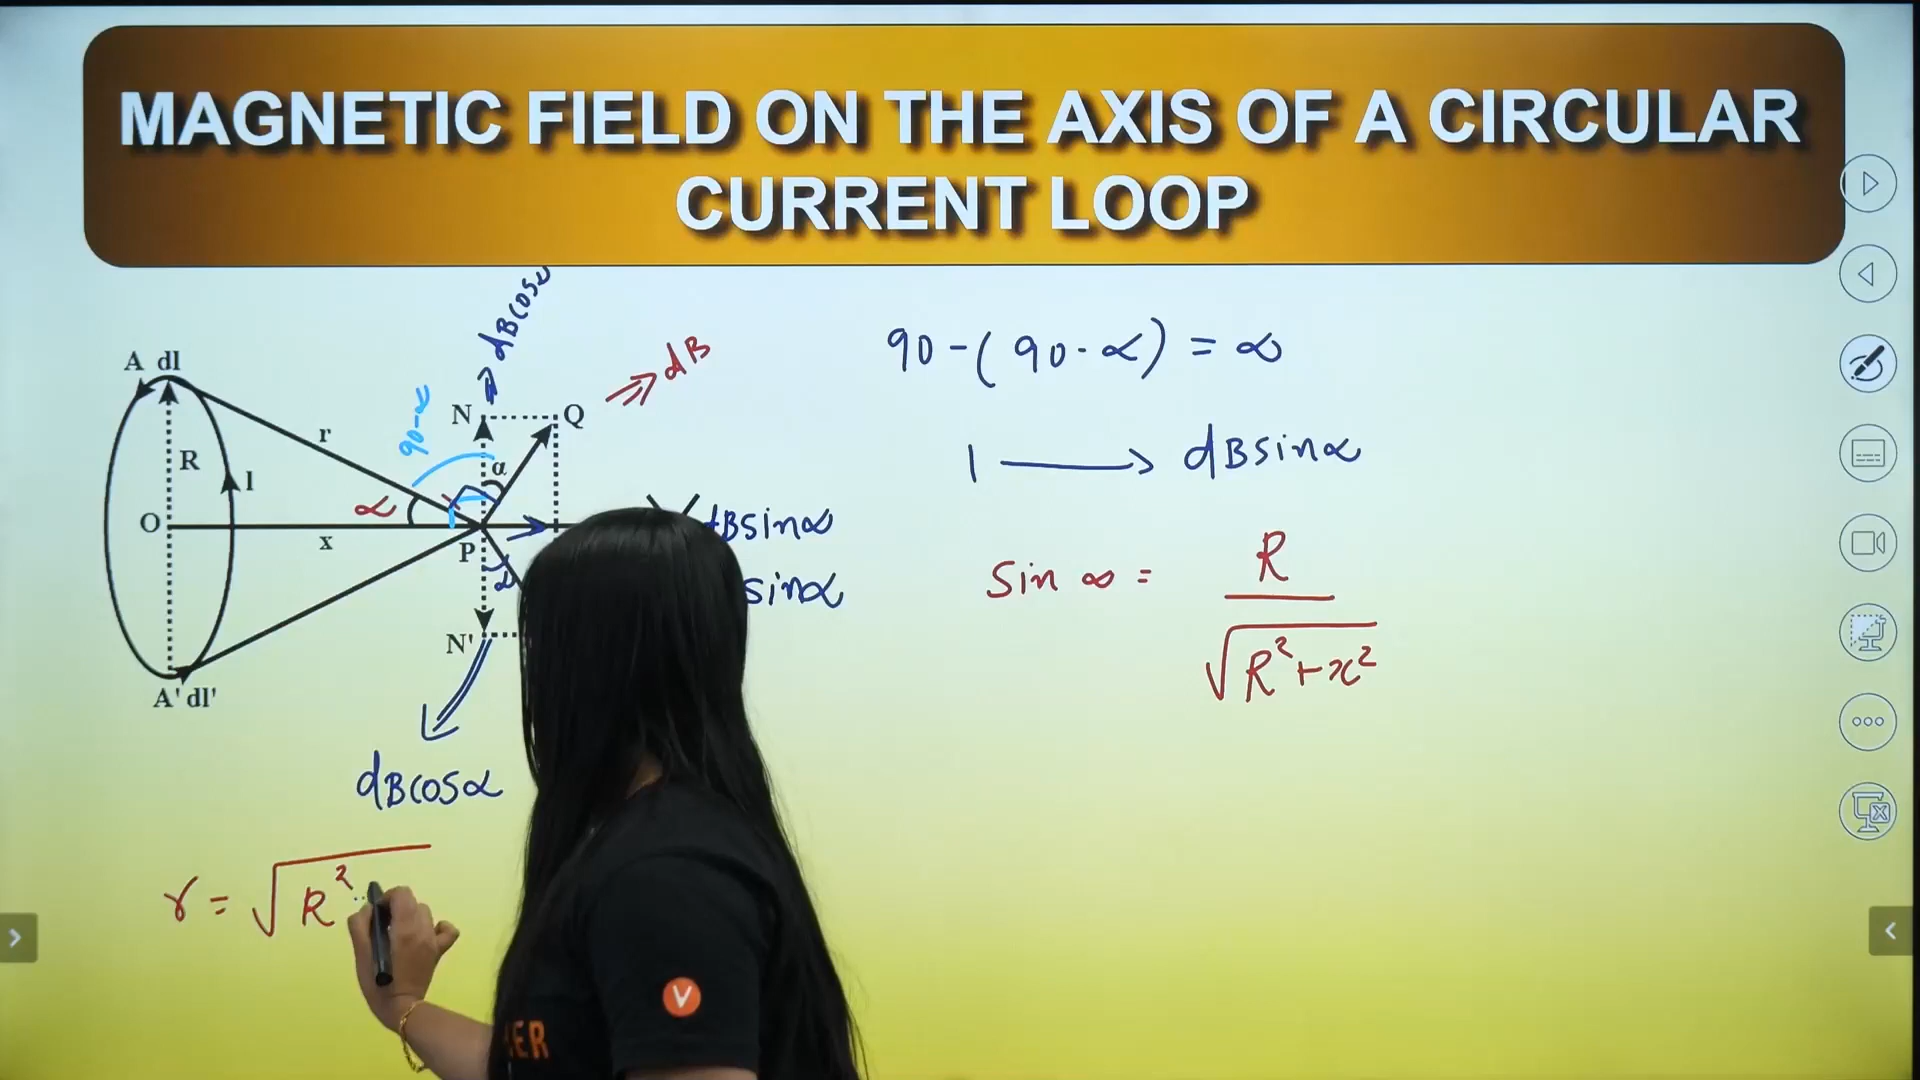 MAGNETIC FIELD ON THE AXIS OF A CIRCULAR
CURRENT LOOP
A dl
R
l
r
O
x
P
A' dl'
N
Q
α
N'
α
90-α
dBcosα
dB
dBsinα
sinα
α
dBcosα
r = √R²
90-(90-α) = α
1 → dBsinα
Sin α = R
√R²+x²
V
ER